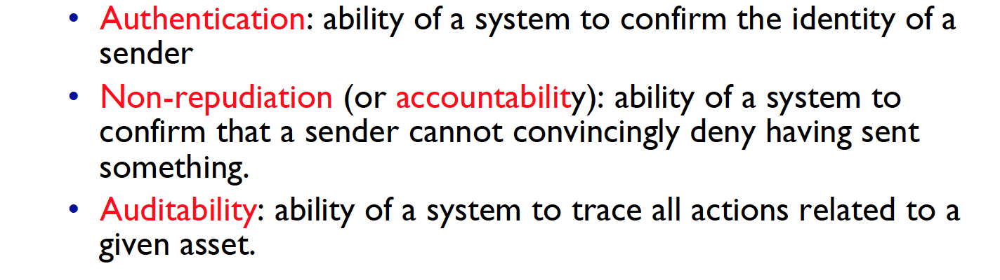 • Authentication: ability of a system to confirm the identity of a
sender
• Non-repudiation (or accountability): ability of a system to
confirm that a sender cannot convincingly deny having sent
something.
• Auditability: ability of a system to trace all actions related to a
given asset.